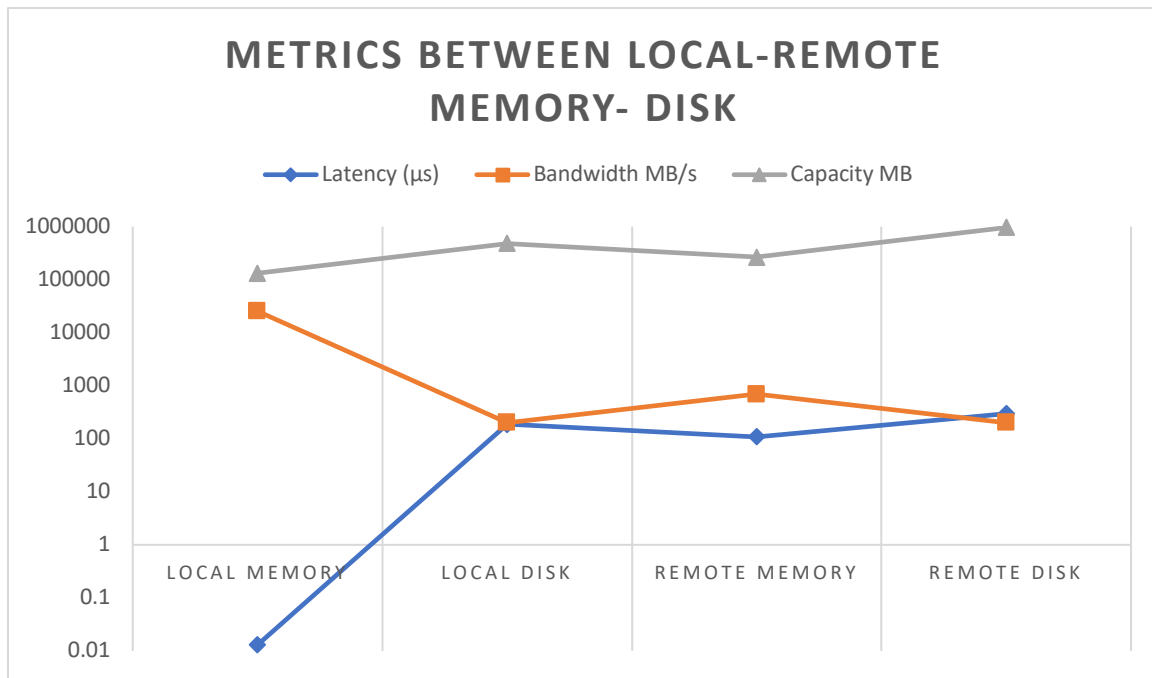 METRICS BETWEEN LOCAL-REMOTE
MEMORY- DISK
Latency (µs) Bandwidth MB/s Capacity MB
1000000
100000
10000
1000
100
10
1
LOCAL MEMORY LOCAL DISK REMOTE MEMORY REMOTE DISK
0.1
0.01